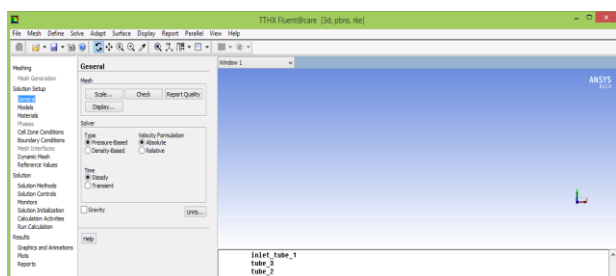 TTHX Fluent@care [3d, pbns, rke]
File Mesh Define Solve Adapt Surface Display Report Parallel View Help
Meshing
Mesh Generation
Solution Setup
General
Models
Materials
Phases
Cell Zone Conditions
Boundary Conditions
Mesh Interfaces
Dynamic Mesh
Reference Values
Solution
Solution Methods
Solution Controls
Monitors
Solution Initialization
Calculation Activities
Run Calculation
Results
Graphics and Animations
Plots
Reports
General
Mesh
Scale... Check Report Quality
Display...
Solver
Type Velocity Formulation
Pressure-Based Absolute
Density-Based Relative
Time
Steady
Transient
Gravity Units...
Help
Window 1
ANSYS
inlet_tube_1
tube_3
tube_2